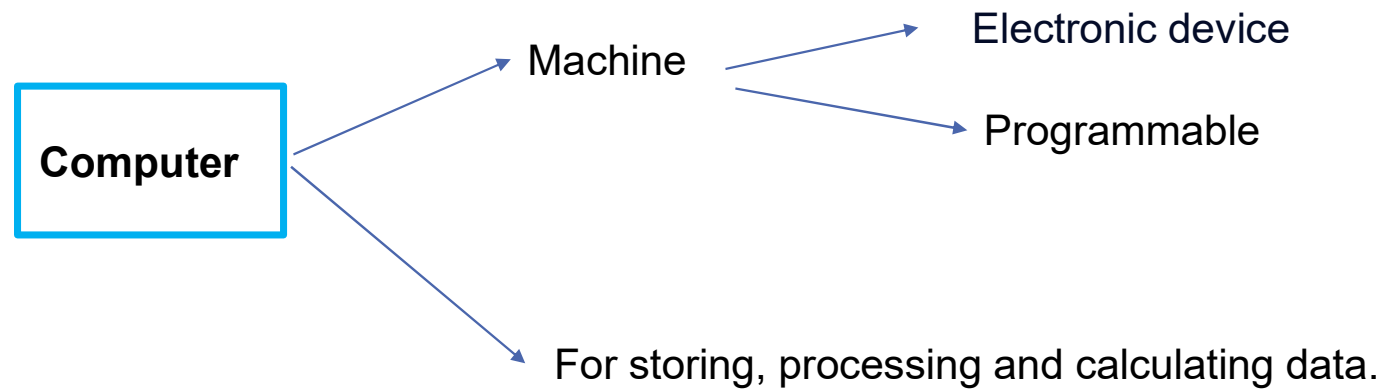 Electronic device
Machine
Programmable
Computer
For storing, processing and calculating data.